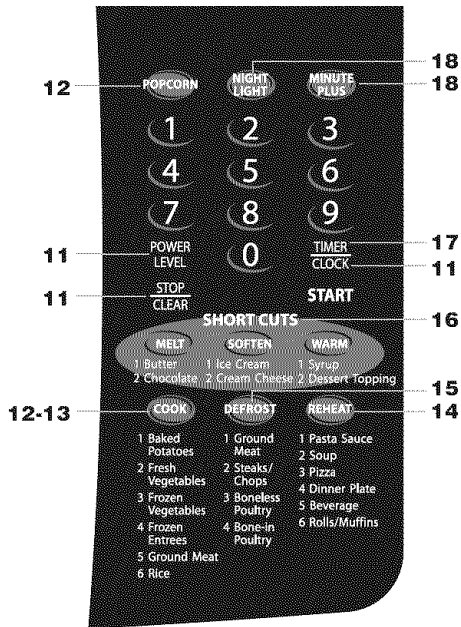 18
12 POPCORN NIGHT LIGHT MINUTE PLUS 18
1 2 3
4 5 6
7 8 9
11 POWER LEVEL 0 TIMER 17
CLOCK 11
11 STOP CLEAR START
SHORT CUTS 16
MELT SOFTEN WARM
1 Butter 1 Ice Cream 1 Syrup
2 Chocolate 2 Cream Cheese 2 Dessert Topping
15
12-13 COOK DEFROST REHEAT 14
1 Baked Potatoes
2 Fresh Vegetables
3 Frozen Vegetables
4 Frozen Entrees
5 Ground Meat
6 Rice
1 Ground Meat
2 Steaks/ Chops
3 Boneless Poultry
4 Bone-in Poultry
1 Pasta Sauce
2 Soup
3 Pizza
4 Dinner Plate
5 Beverage
6 Rolls/Muffins